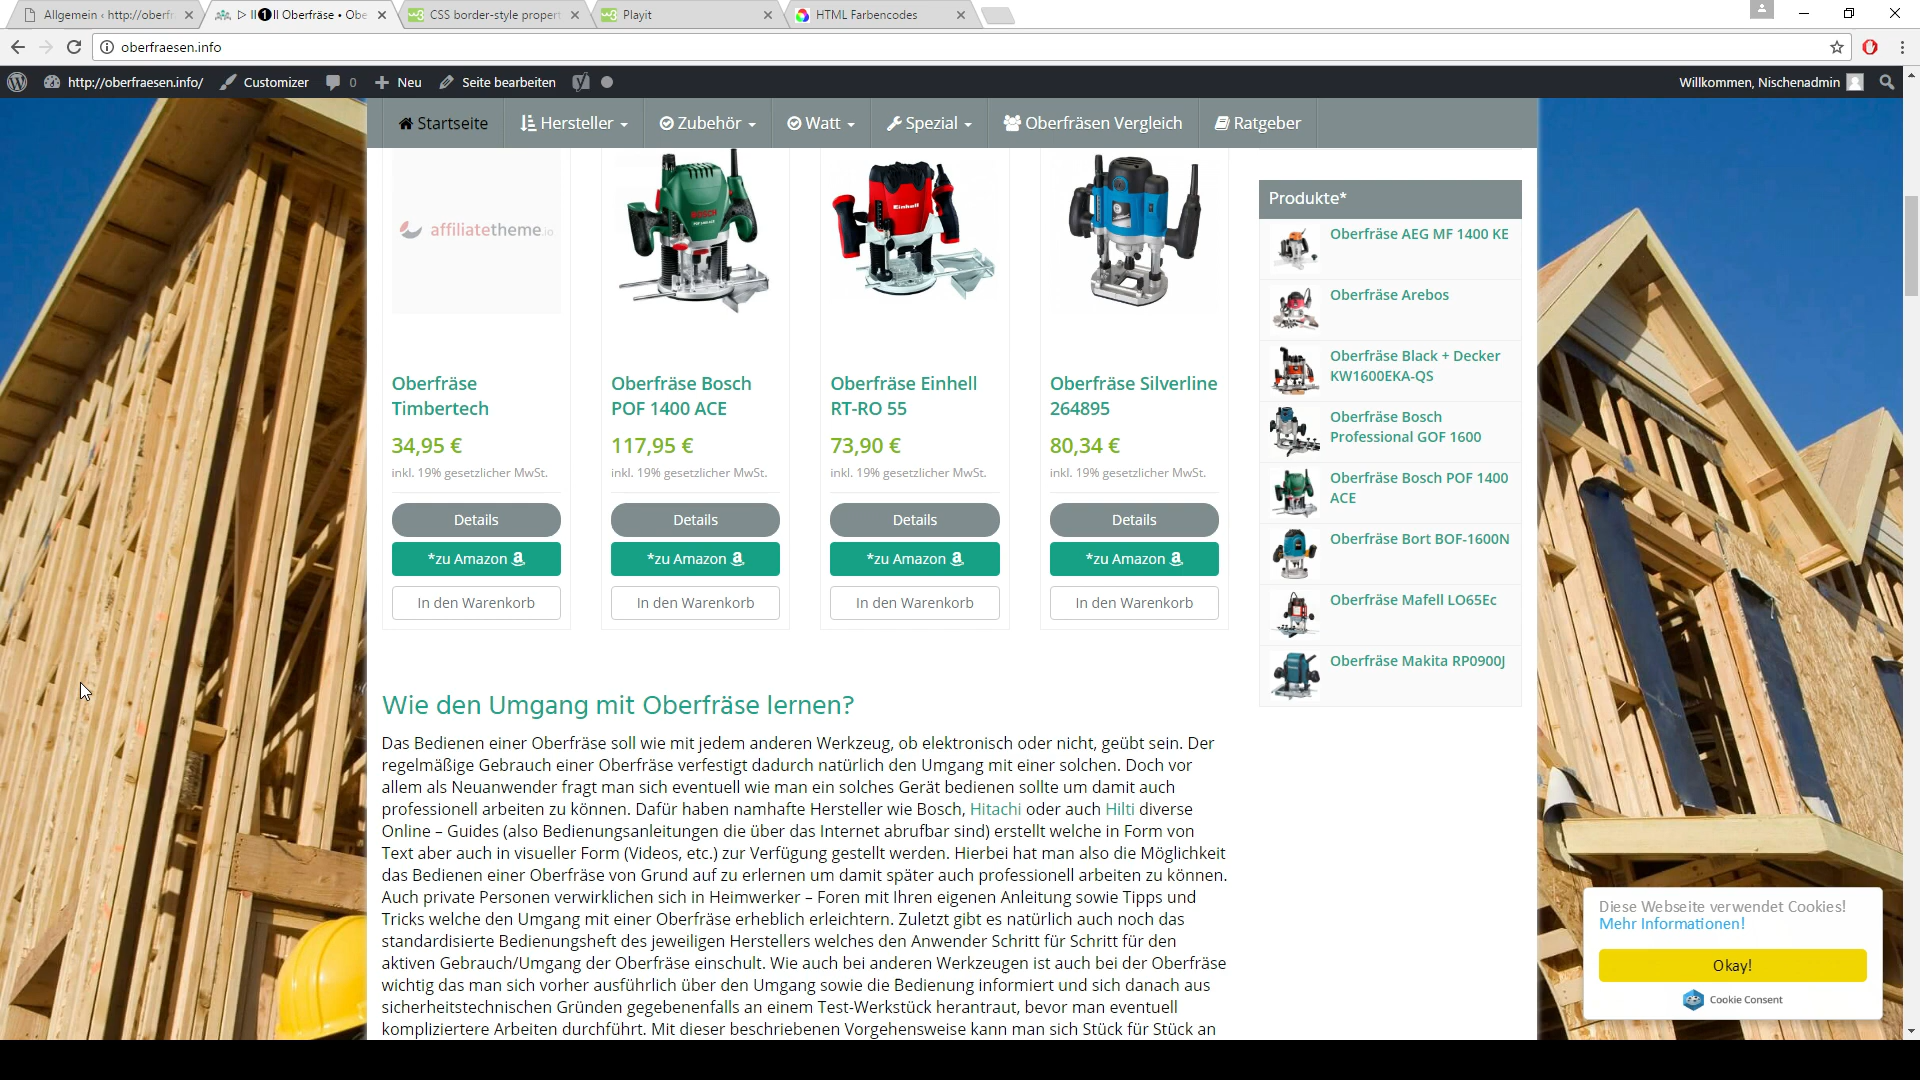 Allgemein ‹ http://oberfr
▷ II❶II Oberfräse • Obe
CSS border-style propert
Playit
HTML Farbencodes
oberfraesen.info
http://oberfraesen.info/
Customizer
0
Neu
Seite bearbeiten
Willkommen, Nischenadmin
Startseite
Hersteller
Zubehör
Watt
Spezial
Oberfräsen Vergleich
Ratgeber
affiliatetheme.io
BOSCH
Einhell
Oberfräse
Timbertech
34,95 €
inkl. 19% gesetzlicher MwSt.
Details
*zu Amazon
In den Warenkorb
Oberfräse Bosch
POF 1400 ACE
117,95 €
inkl. 19% gesetzlicher MwSt.
Details
*zu Amazon
In den Warenkorb
Oberfräse Einhell
RT-RO 55
73,90 €
inkl. 19% gesetzlicher MwSt.
Details
*zu Amazon
In den Warenkorb
Oberfräse Silverline
264895
80,34 €
inkl. 19% gesetzlicher MwSt.
Details
*zu Amazon
In den Warenkorb
Produkte*
Oberfräse AEG MF 1400 KE
Oberfräse Arebos
Oberfräse Black + Decker
KW1600EKA-QS
Oberfräse Bosch
Professional GOF 1600
Oberfräse Bosch POF 1400
ACE
Oberfräse Bort BOF-1600N
Oberfräse Mafell LO65Ec
Oberfräse Makita RP0900J
Wie den Umgang mit Oberfräse lernen?
Das Bedienen einer Oberfräse soll wie mit jedem anderen Werkzeug, ob elektronisch oder nicht, geübt sein. Der
regelmäßige Gebrauch einer Oberfräse verfestigt dadurch natürlich den Umgang mit einer solchen. Doch vor
allem als Neuanwender fragt man sich eventuell wie man ein solches Gerät bedienen sollte um damit auch
professionell arbeiten zu können. Dafür haben namhafte Hersteller wie Bosch, Hitachi oder auch Hilti diverse
Online – Guides (also Bedienungsanleitungen die über das Internet abrufbar sind) erstellt welche in Form von
Text aber auch in visueller Form (Videos, etc.) zur Verfügung gestellt werden. Hierbei hat man also die Möglichkeit
das Bedienen einer Oberfräse von Grund auf zu erlernen um damit später auch professionell arbeiten zu können.
Auch private Personen verwirklichen sich in Heimwerker – Foren mit Ihren eigenen Anleitung sowie Tipps und
Tricks welche den Umgang mit einer Oberfräse erheblich erleichtern. Zuletzt gibt es natürlich auch noch das
standardisierte Bedienungsheft des jeweiligen Herstellers welches den Anwender Schritt für Schritt für den
aktiven Gebrauch/Umgang der Oberfräse einschult. Wie auch bei anderen Werkzeugen ist auch bei der Oberfräse
wichtig das man sich vorher ausführlich über den Umgang sowie die Bedienung informiert und sich danach aus
sicherheitstechnischen Gründen gegebenenfalls an einem Test-Werkstück herantraut, bevor man eventuell
kompliziertere Arbeiten durchführt. Mit dieser beschriebenen Vorgehensweise kann man sich Stück für Stück an
Diese Webseite verwendet Cookies!
Mehr Informationen!
Okay!
Cookie Consent